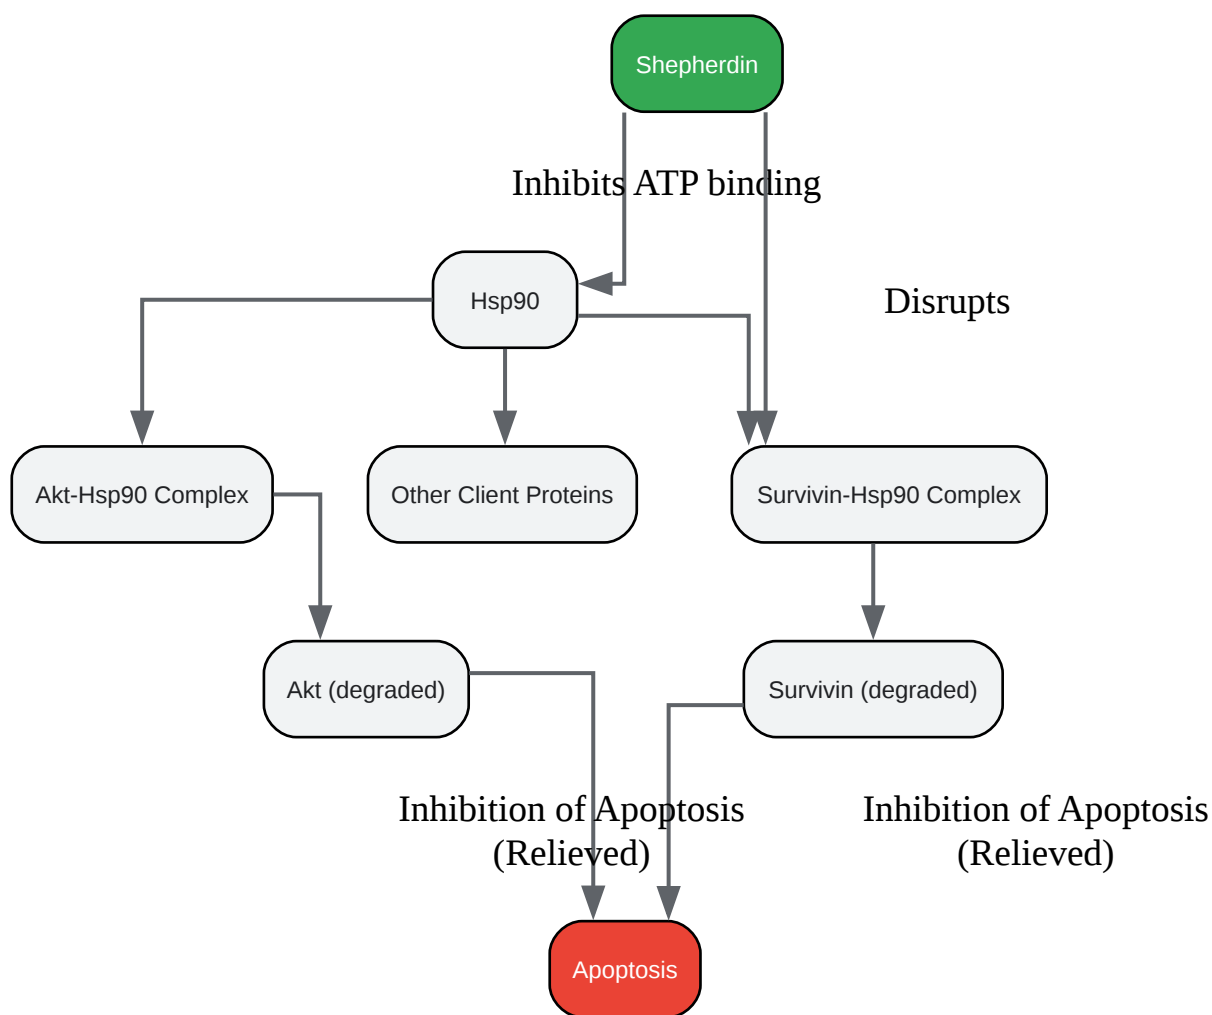 Shepherdin
Inhibits ATP binding
Hsp90
Disrupts
Akt-Hsp90 Complex
Other Client Proteins
Survivin-Hsp90 Complex
Akt (degraded)
Survivin (degraded)
Inhibition of Apoptosis
(Relieved)
Inhibition of Apoptosis
(Relieved)
Apoptosis